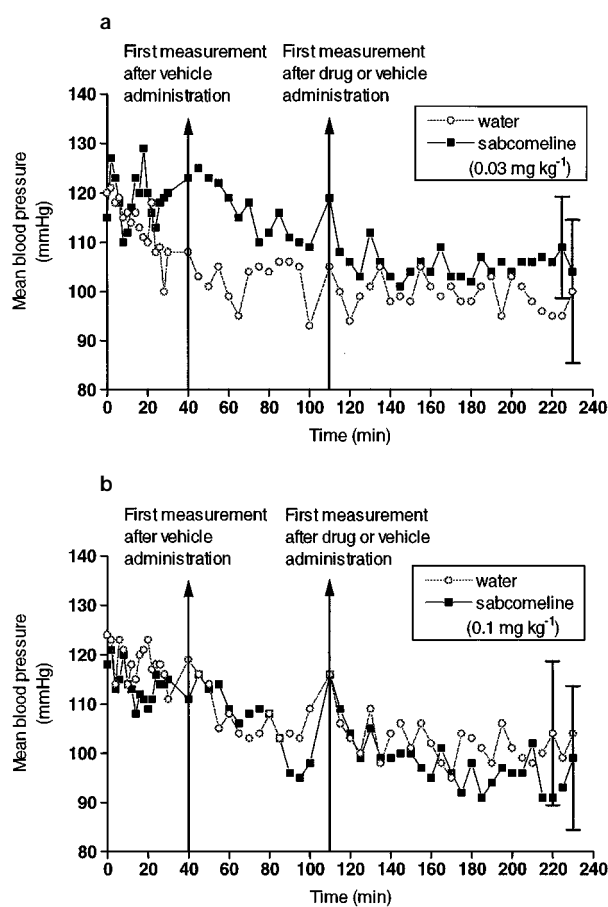 a
First measurement
after vehicle
administration
First measurement
after drug or vehicle
administration
140
130
120
110
100
90
80
Mean blood pressure
(mmHg)
water
sabcomeline
(0.03 mg kg⁻¹)
0 20 40 60 80 100 120 140 160 180 200 220 240
Time (min)
b
First measurement
after vehicle
administration
First measurement
after drug or vehicle
administration
140
130
120
110
100
90
80
Mean blood pressure
(mmHg)
water
sabcomeline
(0.1 mg kg⁻¹)
0 20 40 60 80 100 120 140 160 180 200 220 240
Time (min)